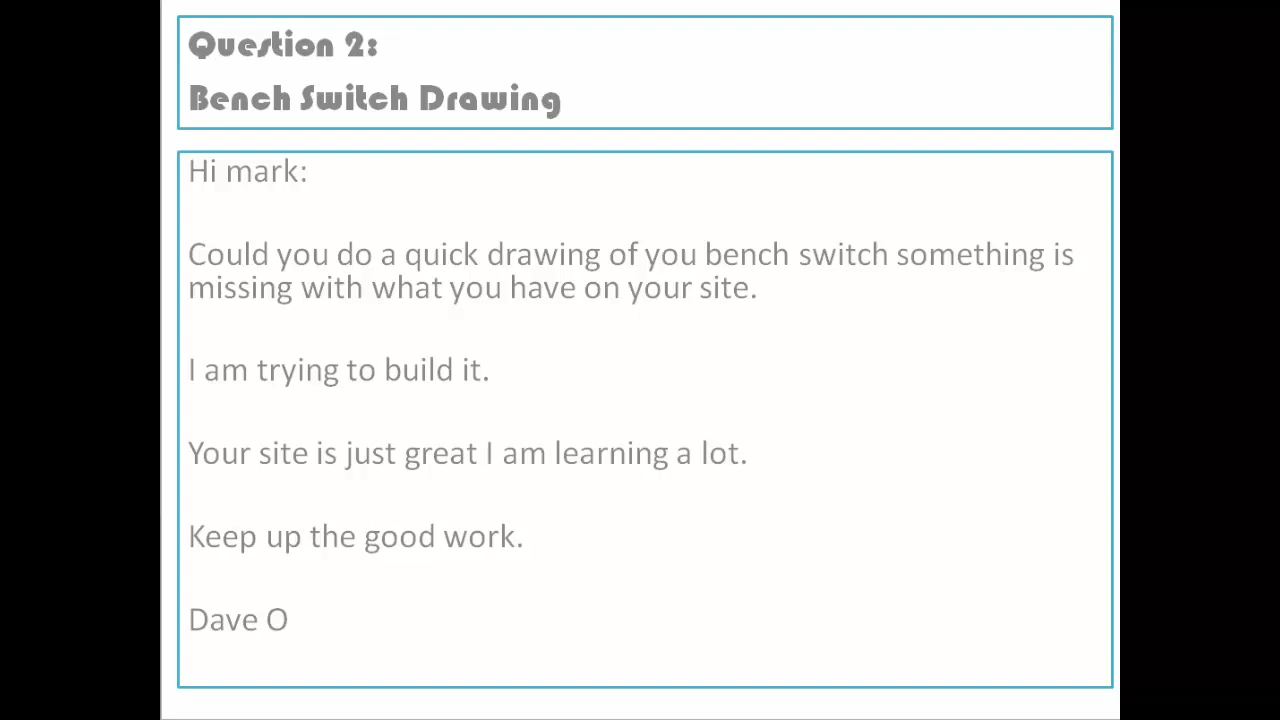 Question 2:
Bench Switch Drawing
Hi mark:
Could you do a quick drawing of you bench switch something is
missing with what you have on your site.
I am trying to build it.
Your site is just great I am learning a lot.
Keep up the good work.
Dave O